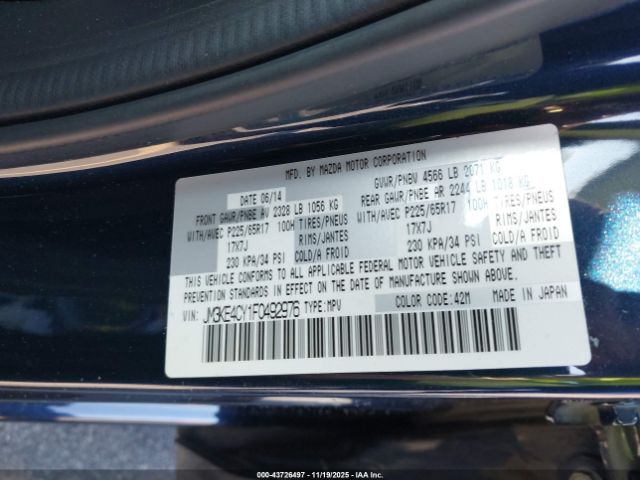 MFD. BY MAZDA MOTOR CORPORATION
DATE 06/14 GVWR/PNBV 4566 LB 2071 KG
FRONT GAWR/PNBE AV 2328 LB 1056 KG REAR GAWR/PNBE AR 2244 LB 1018 KG
WITH/AVEC P225/65R17 100H TIRES/PNEUS WITH/AVEC P225/65R17 100H TIRES/PNEUS
17X7J RIMS/JANTES 17X7J RIMS/JANTES
230 KPA/34 PSI COLD/A FROID 230 KPA/34 PSI COLD/A FROID
THIS VEHICLE CONFORMS TO ALL APPLICABLE FEDERAL MOTOR VEHICLE SAFETY AND THEFT
PREVENTION STANDARDS IN EFFECT ON THE DATE OF MANUFACTURE SHOWN ABOVE.
VIN: JM3KE4CY1F0492976 TYPE: MPV COLOR CODE: 42M MADE IN JAPAN
000-43726497 - 11/19/2025 - IAAI.COM